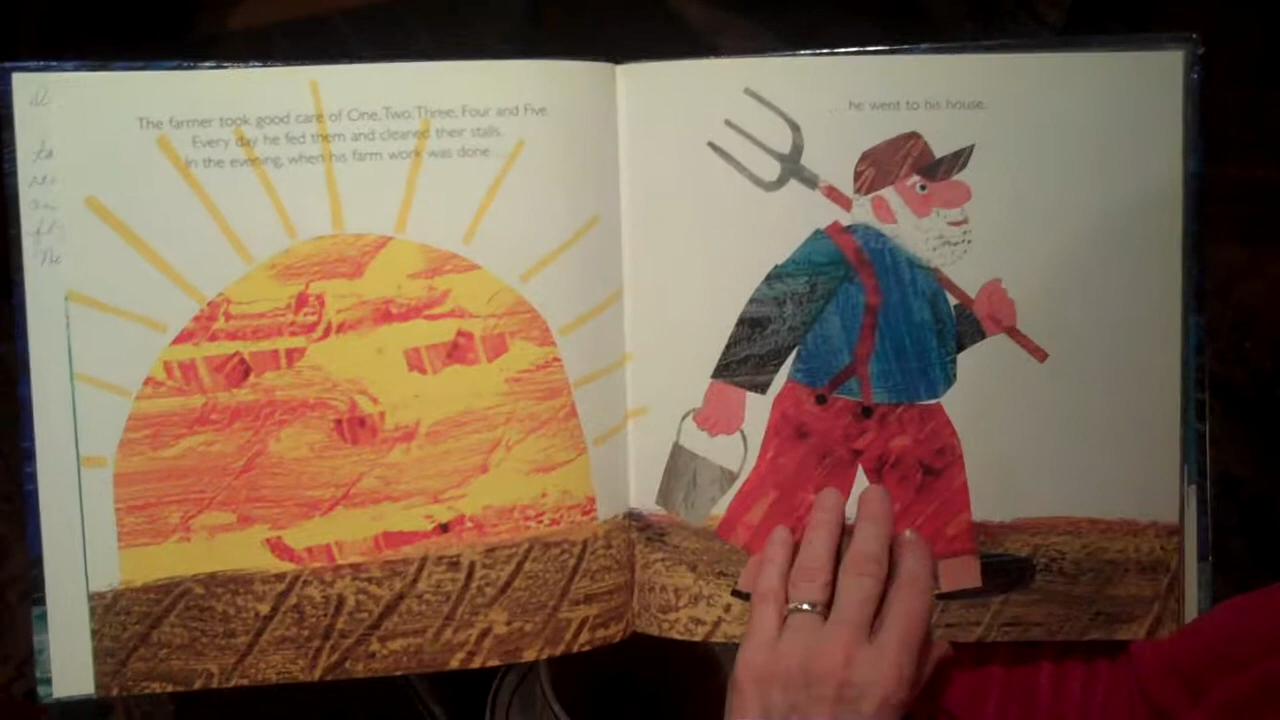 The farmer took good care of One, Two, Three, Four and Five.
Every day he fed them and cleaned their stalls.
In the evening, when his farm work was done . . .
. . . he went to his house.